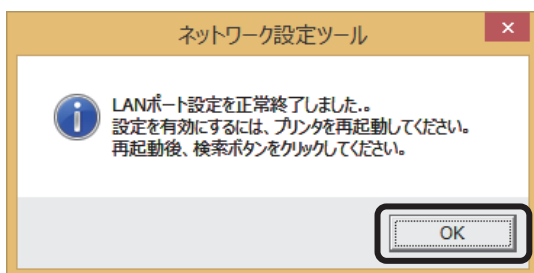 ネットワーク設定ツール
×
LANポート設定を正常終了しました.。
設定を有効にするには、プリンタを再起動してください。
再起動後、検索ボタンをクリックしてください。
OK